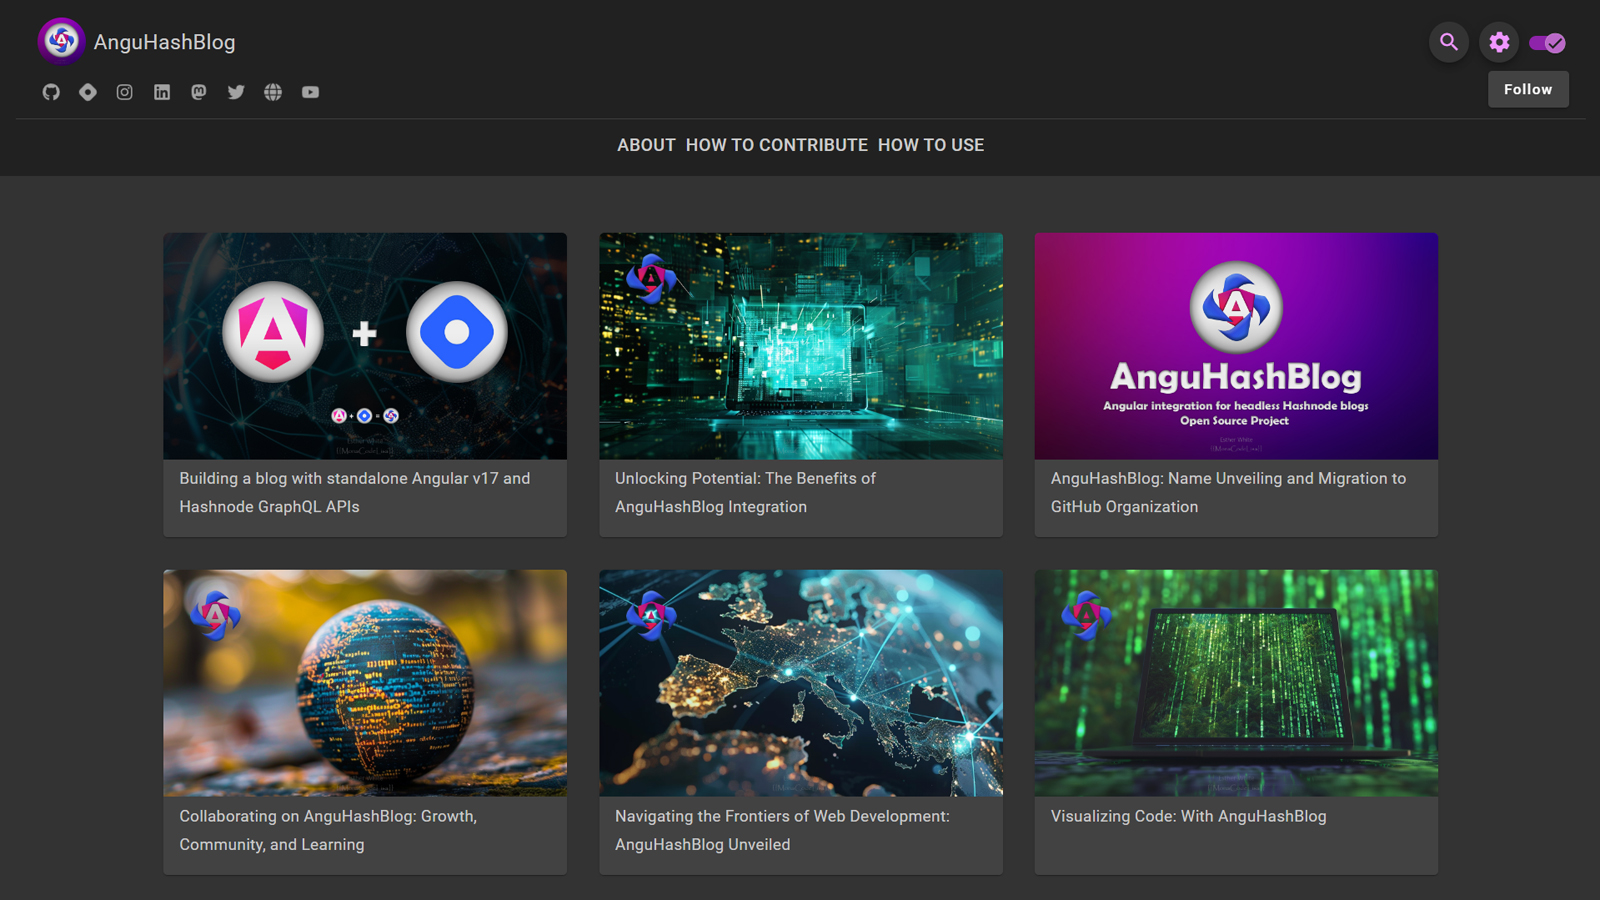 AnguHashBlog
Follow
ABOUT HOW TO CONTRIBUTE HOW TO USE
Building a blog with standalone Angular v17 and
Hashnode GraphQL APIs
Unlocking Potential: The Benefits of
AnguHashBlog Integration
AnguHashBlog
Angular integration for headless Hashnode blogs
Open Source Project
Esther White
AnguHashBlog: Name Unveiling and Migration to
GitHub Organization
Collaborating on AnguHashBlog: Growth,
Community, and Learning
Navigating the Frontiers of Web Development:
AnguHashBlog Unveiled
Visualizing Code: With AnguHashBlog